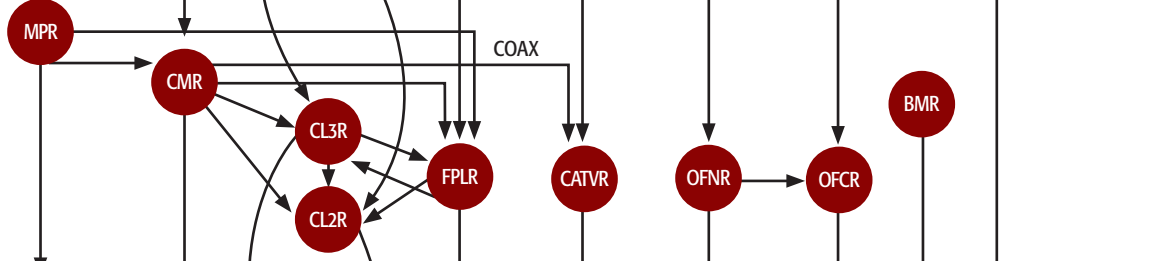 MPR
COAX
CMR
BMR
CL3R
FPLR
CATVR
OFNR
OFCR
CL2R